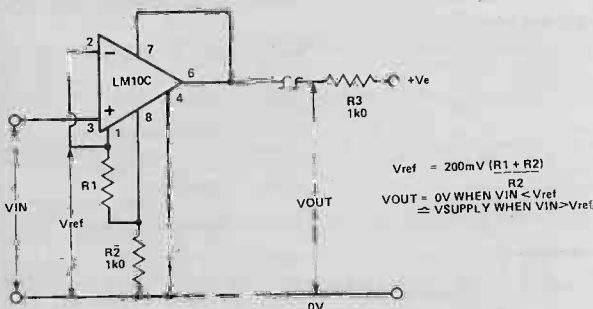 2
7
LM10C
6
4
3
1
8
R1
R2
1k0
VIN
Vref
VOUT
R3
1k0
+Ve
0V
Vref = 200mV (R1 + R2)
R2
VOUT = 0V WHEN VIN < Vref
≏ VSUPPLY WHEN VIN > Vref